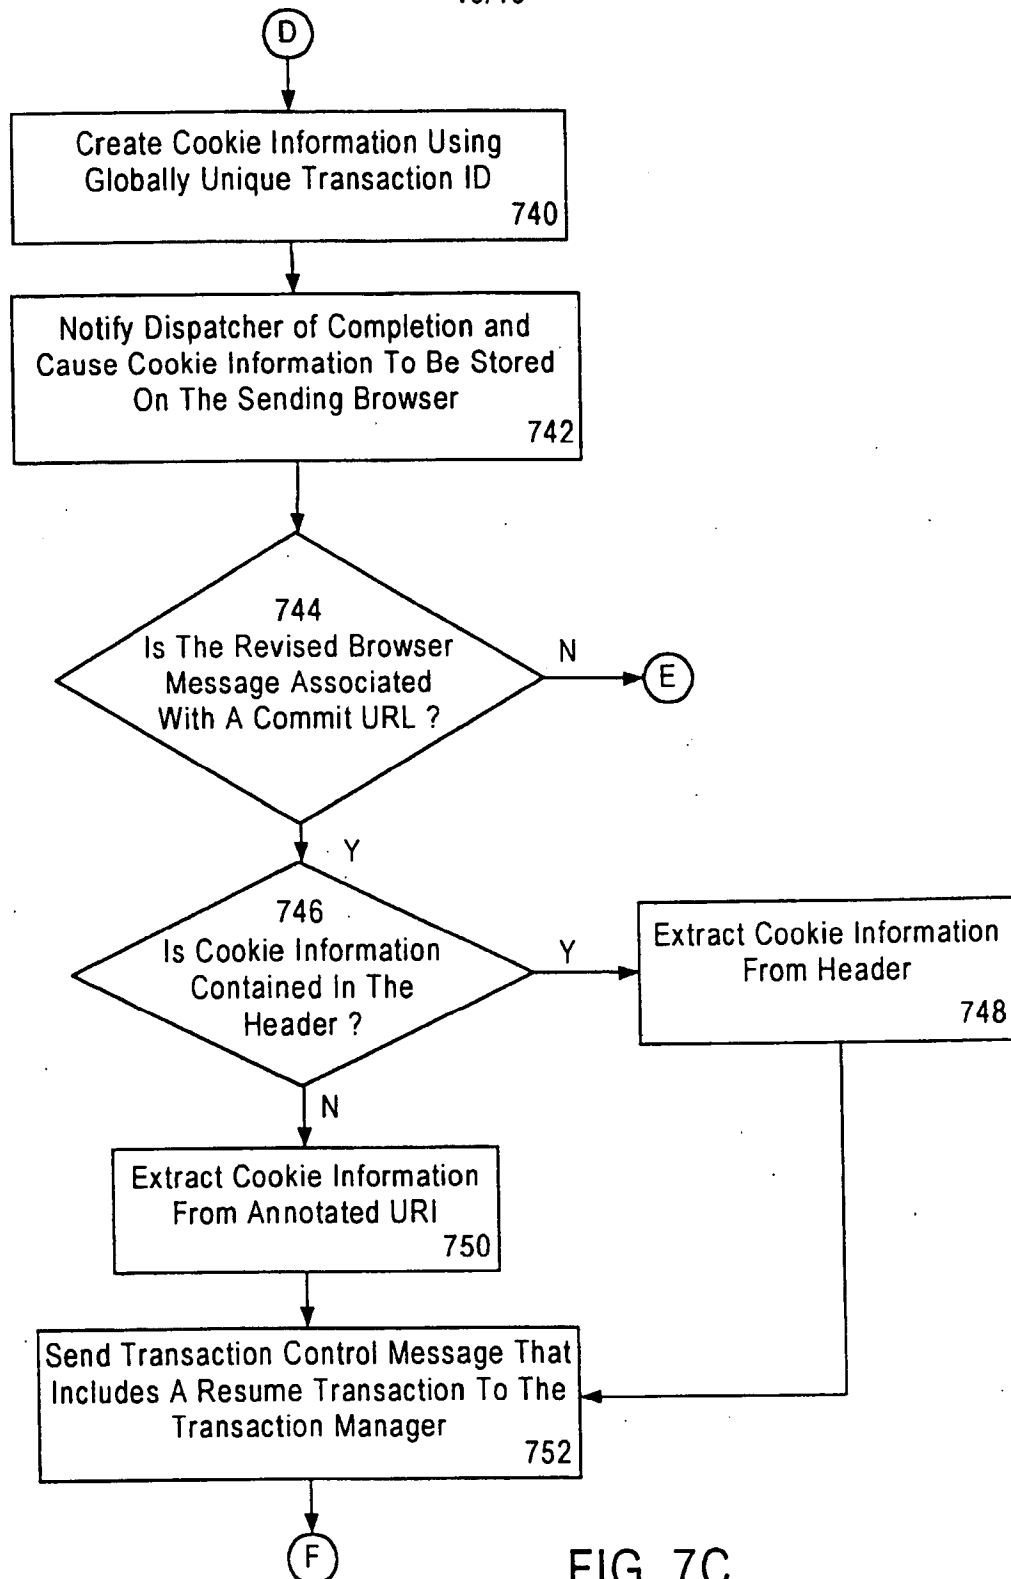 D
Create Cookie Information Using
Globally Unique Transaction ID
740
Notify Dispatcher of Completion and
Cause Cookie Information To Be Stored
On The Sending Browser
742
744
Is The Revised Browser
Message Associated
With A Commit URL ?
N
E
Y
746
Is Cookie Information
Contained In The
Header ?
Y
Extract Cookie Information
From Header
748
N
Extract Cookie Information
From Annotated URI
750
Send Transaction Control Message That
Includes A Resume Transaction To The
Transaction Manager
752
F
FIG. 7C